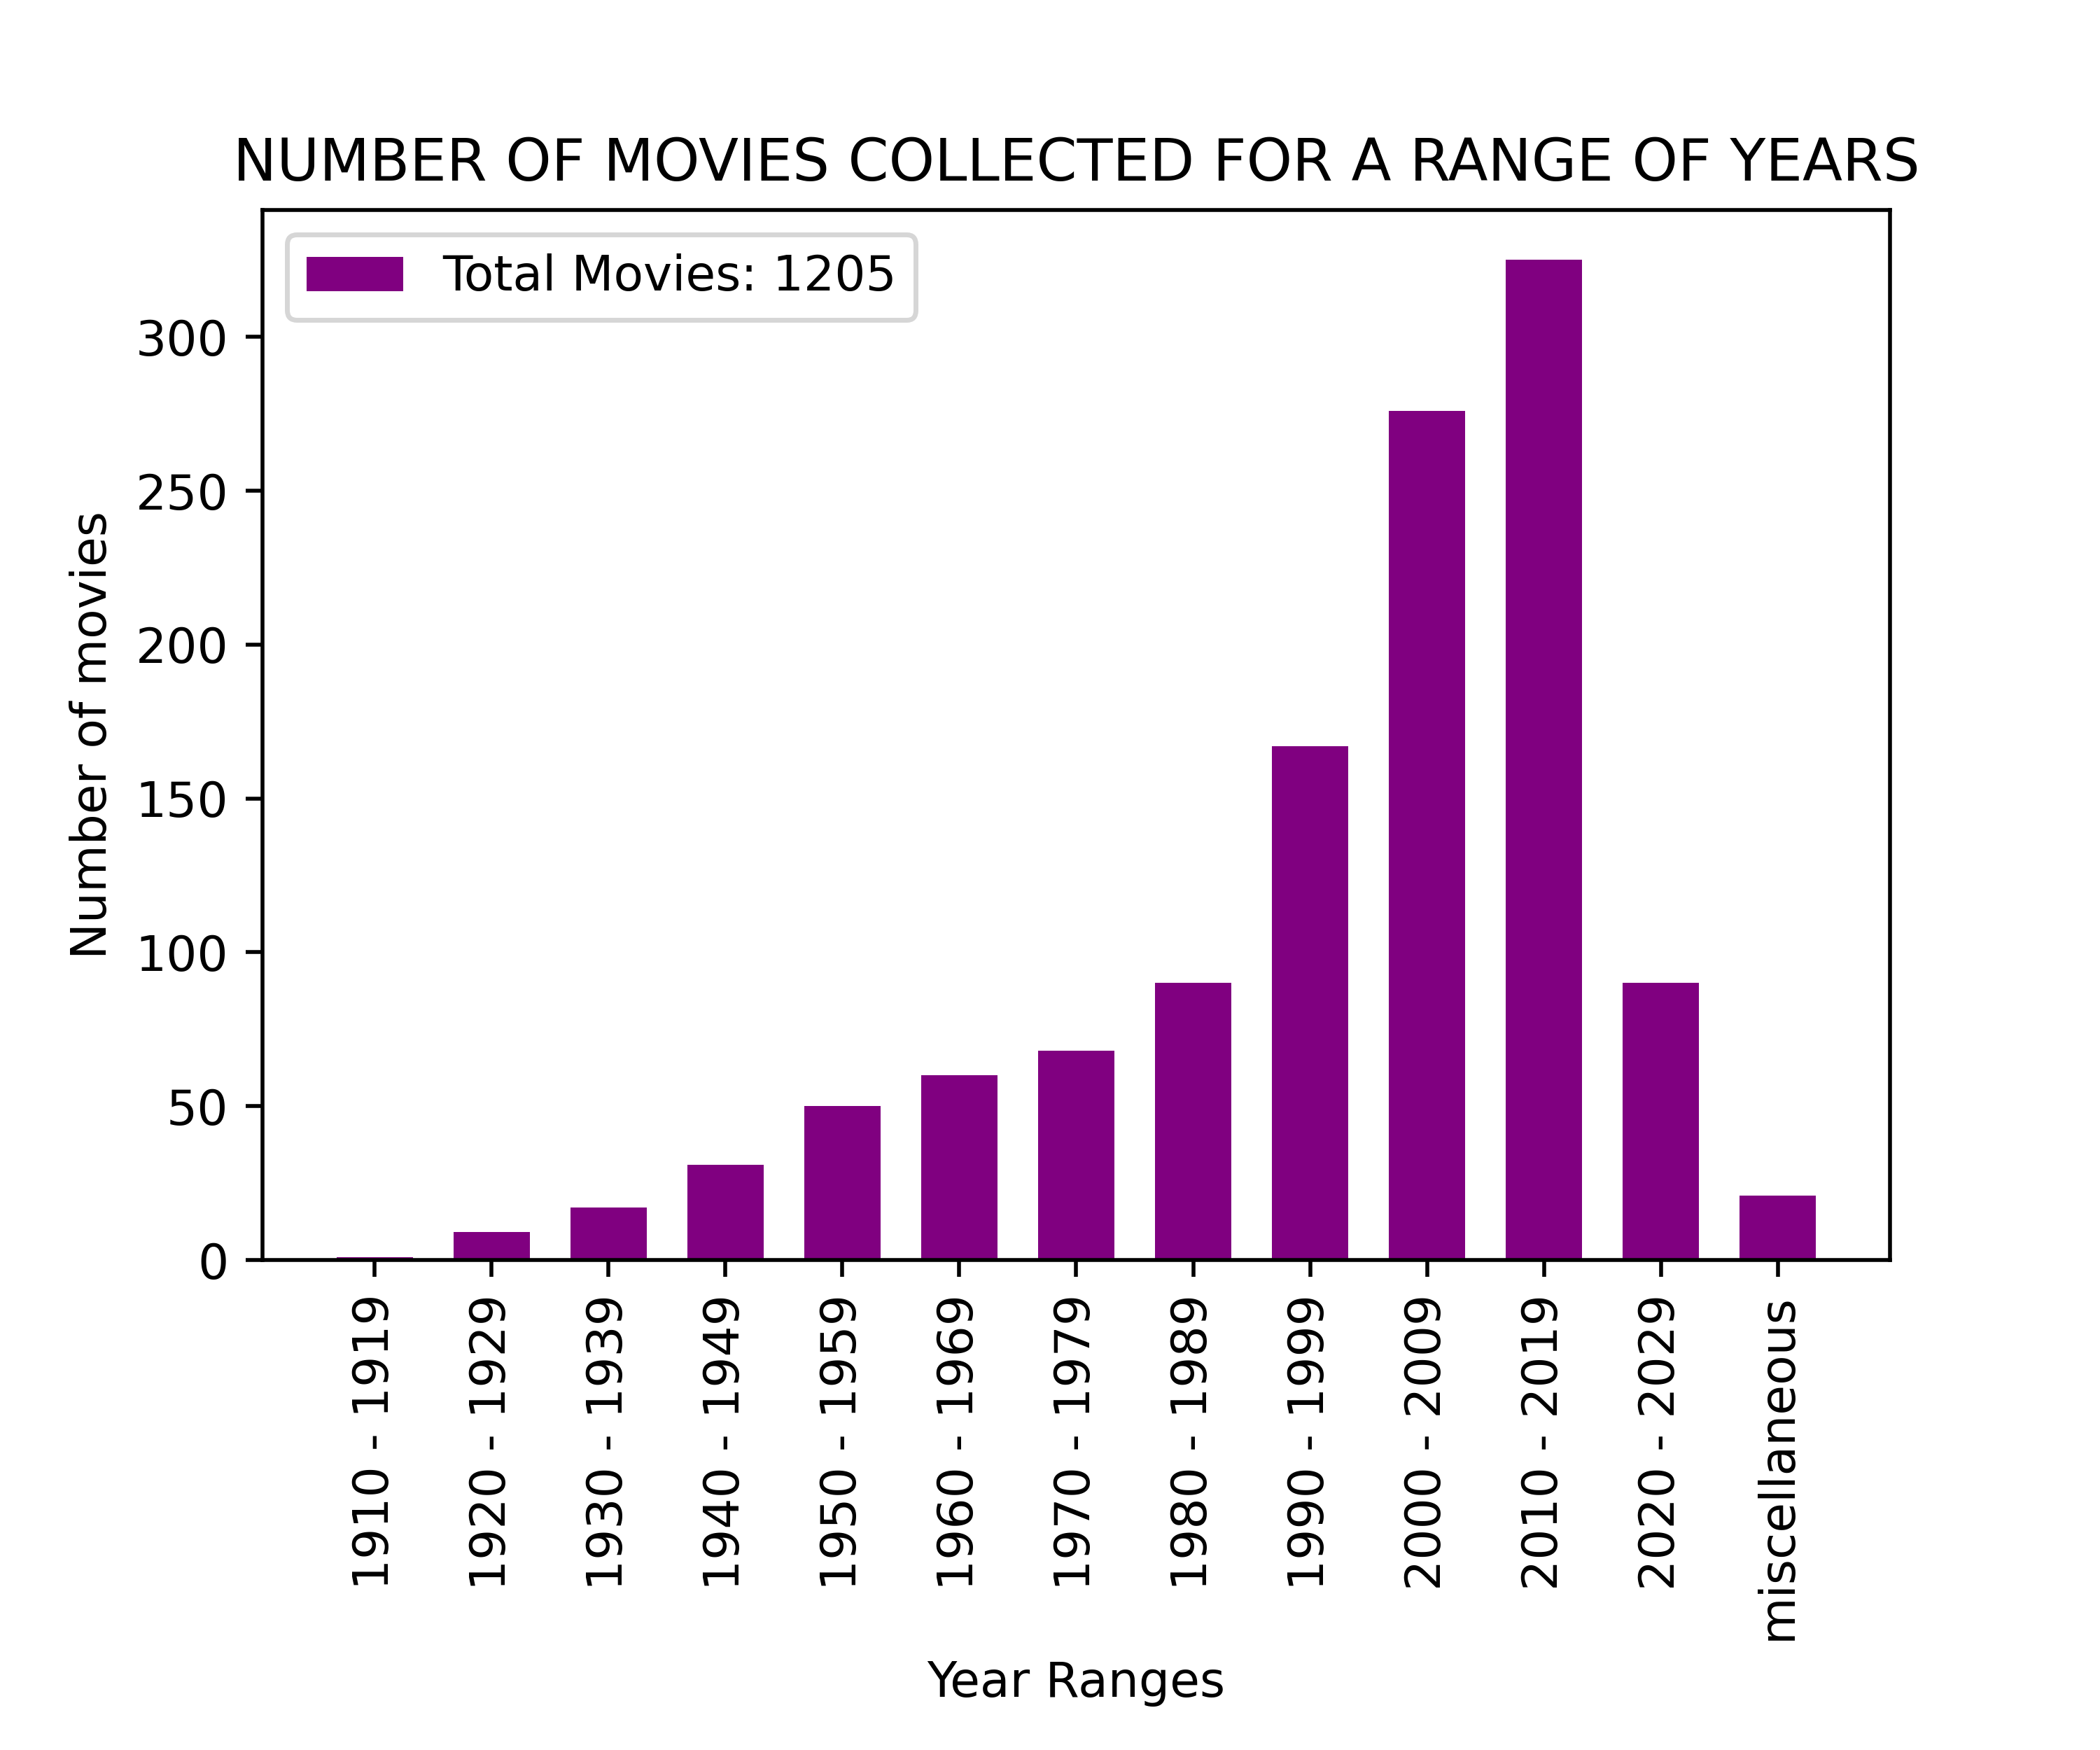 NUMBER OF MOVIES COLLECTED FOR A RANGE OF YEARS
Total Movies: 1205
Number of movies
300
250
200
150
100
50
0
1910 - 1919
1920 - 1929
1930 - 1939
1940 - 1949
1950 - 1959
1960 - 1969
1970 - 1979
1980 - 1989
1990 - 1999
2000 - 2009
2010 - 2019
2020 - 2029
miscellaneous
Year Ranges